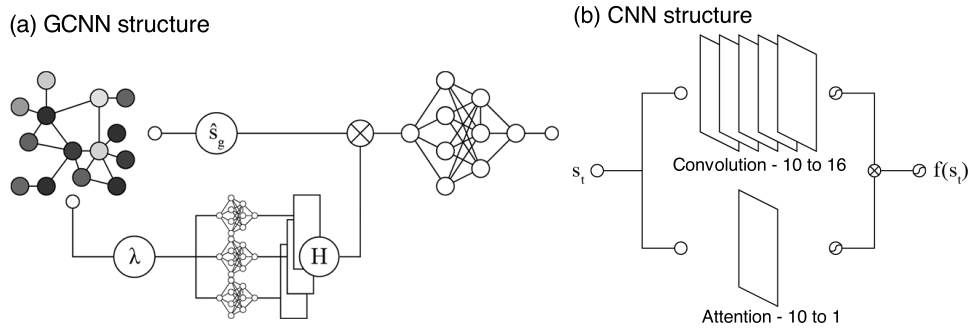 (a) GCNN structure
ŝg
λ
H
(b) CNN structure
st
Convolution - 10 to 16
f(st)
Attention - 10 to 1